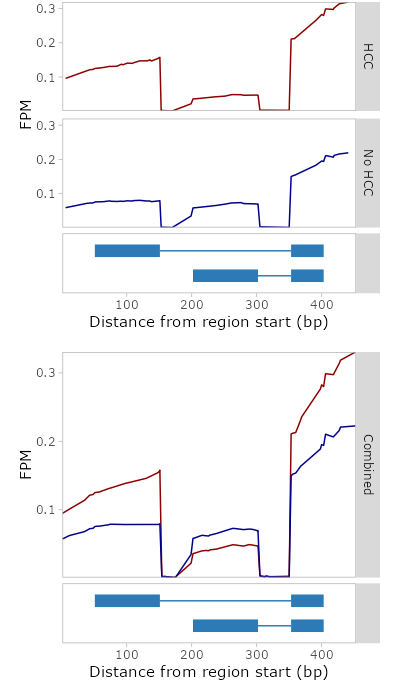 0.3
0.2
0.1
HCC
FPM
0.3
0.2
0.1
No HCC
100 200 300 400
Distance from region start (bp)
0.3
0.2
0.1
FPM
Combined
100 200 300 400
Distance from region start (bp)